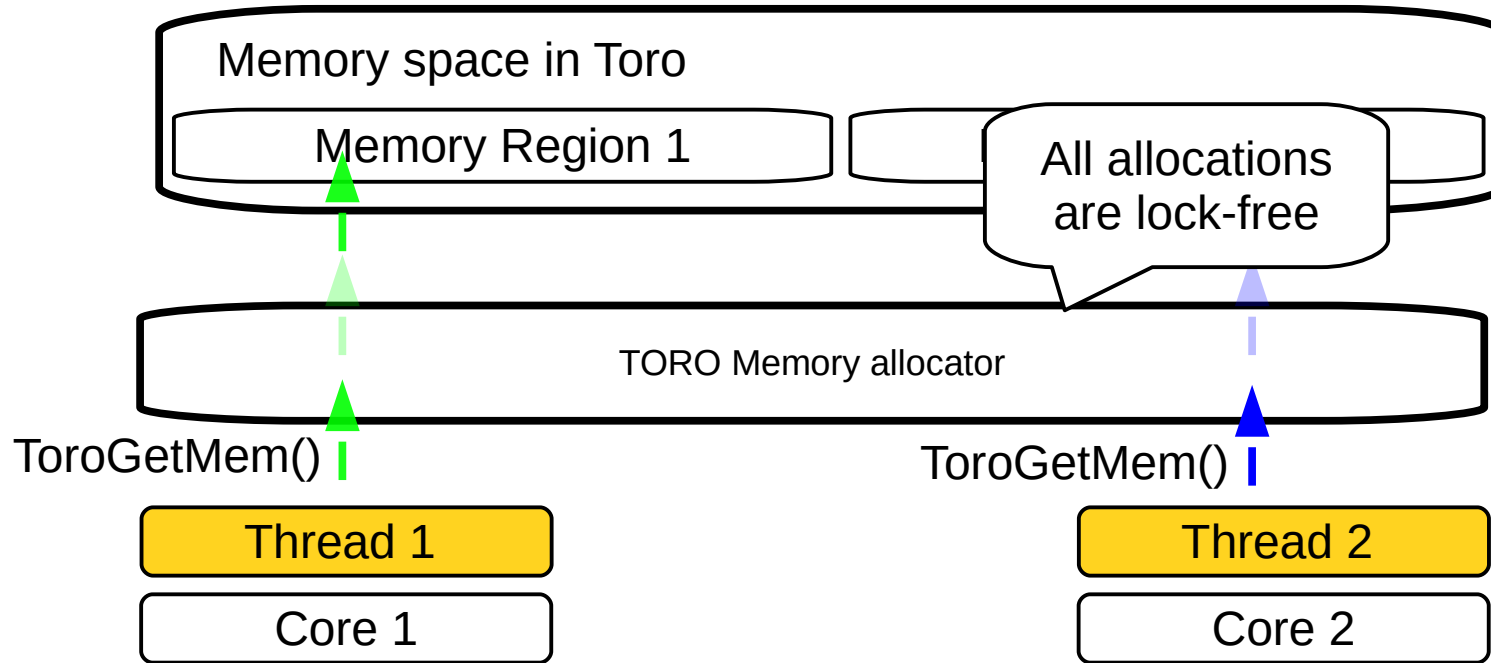 Memory space in Toro
Memory Region 1
All allocations
are lock-free
TORO Memory allocator
ToroGetMem()
ToroGetMem()
Thread 1
Thread 2
Core 1
Core 2